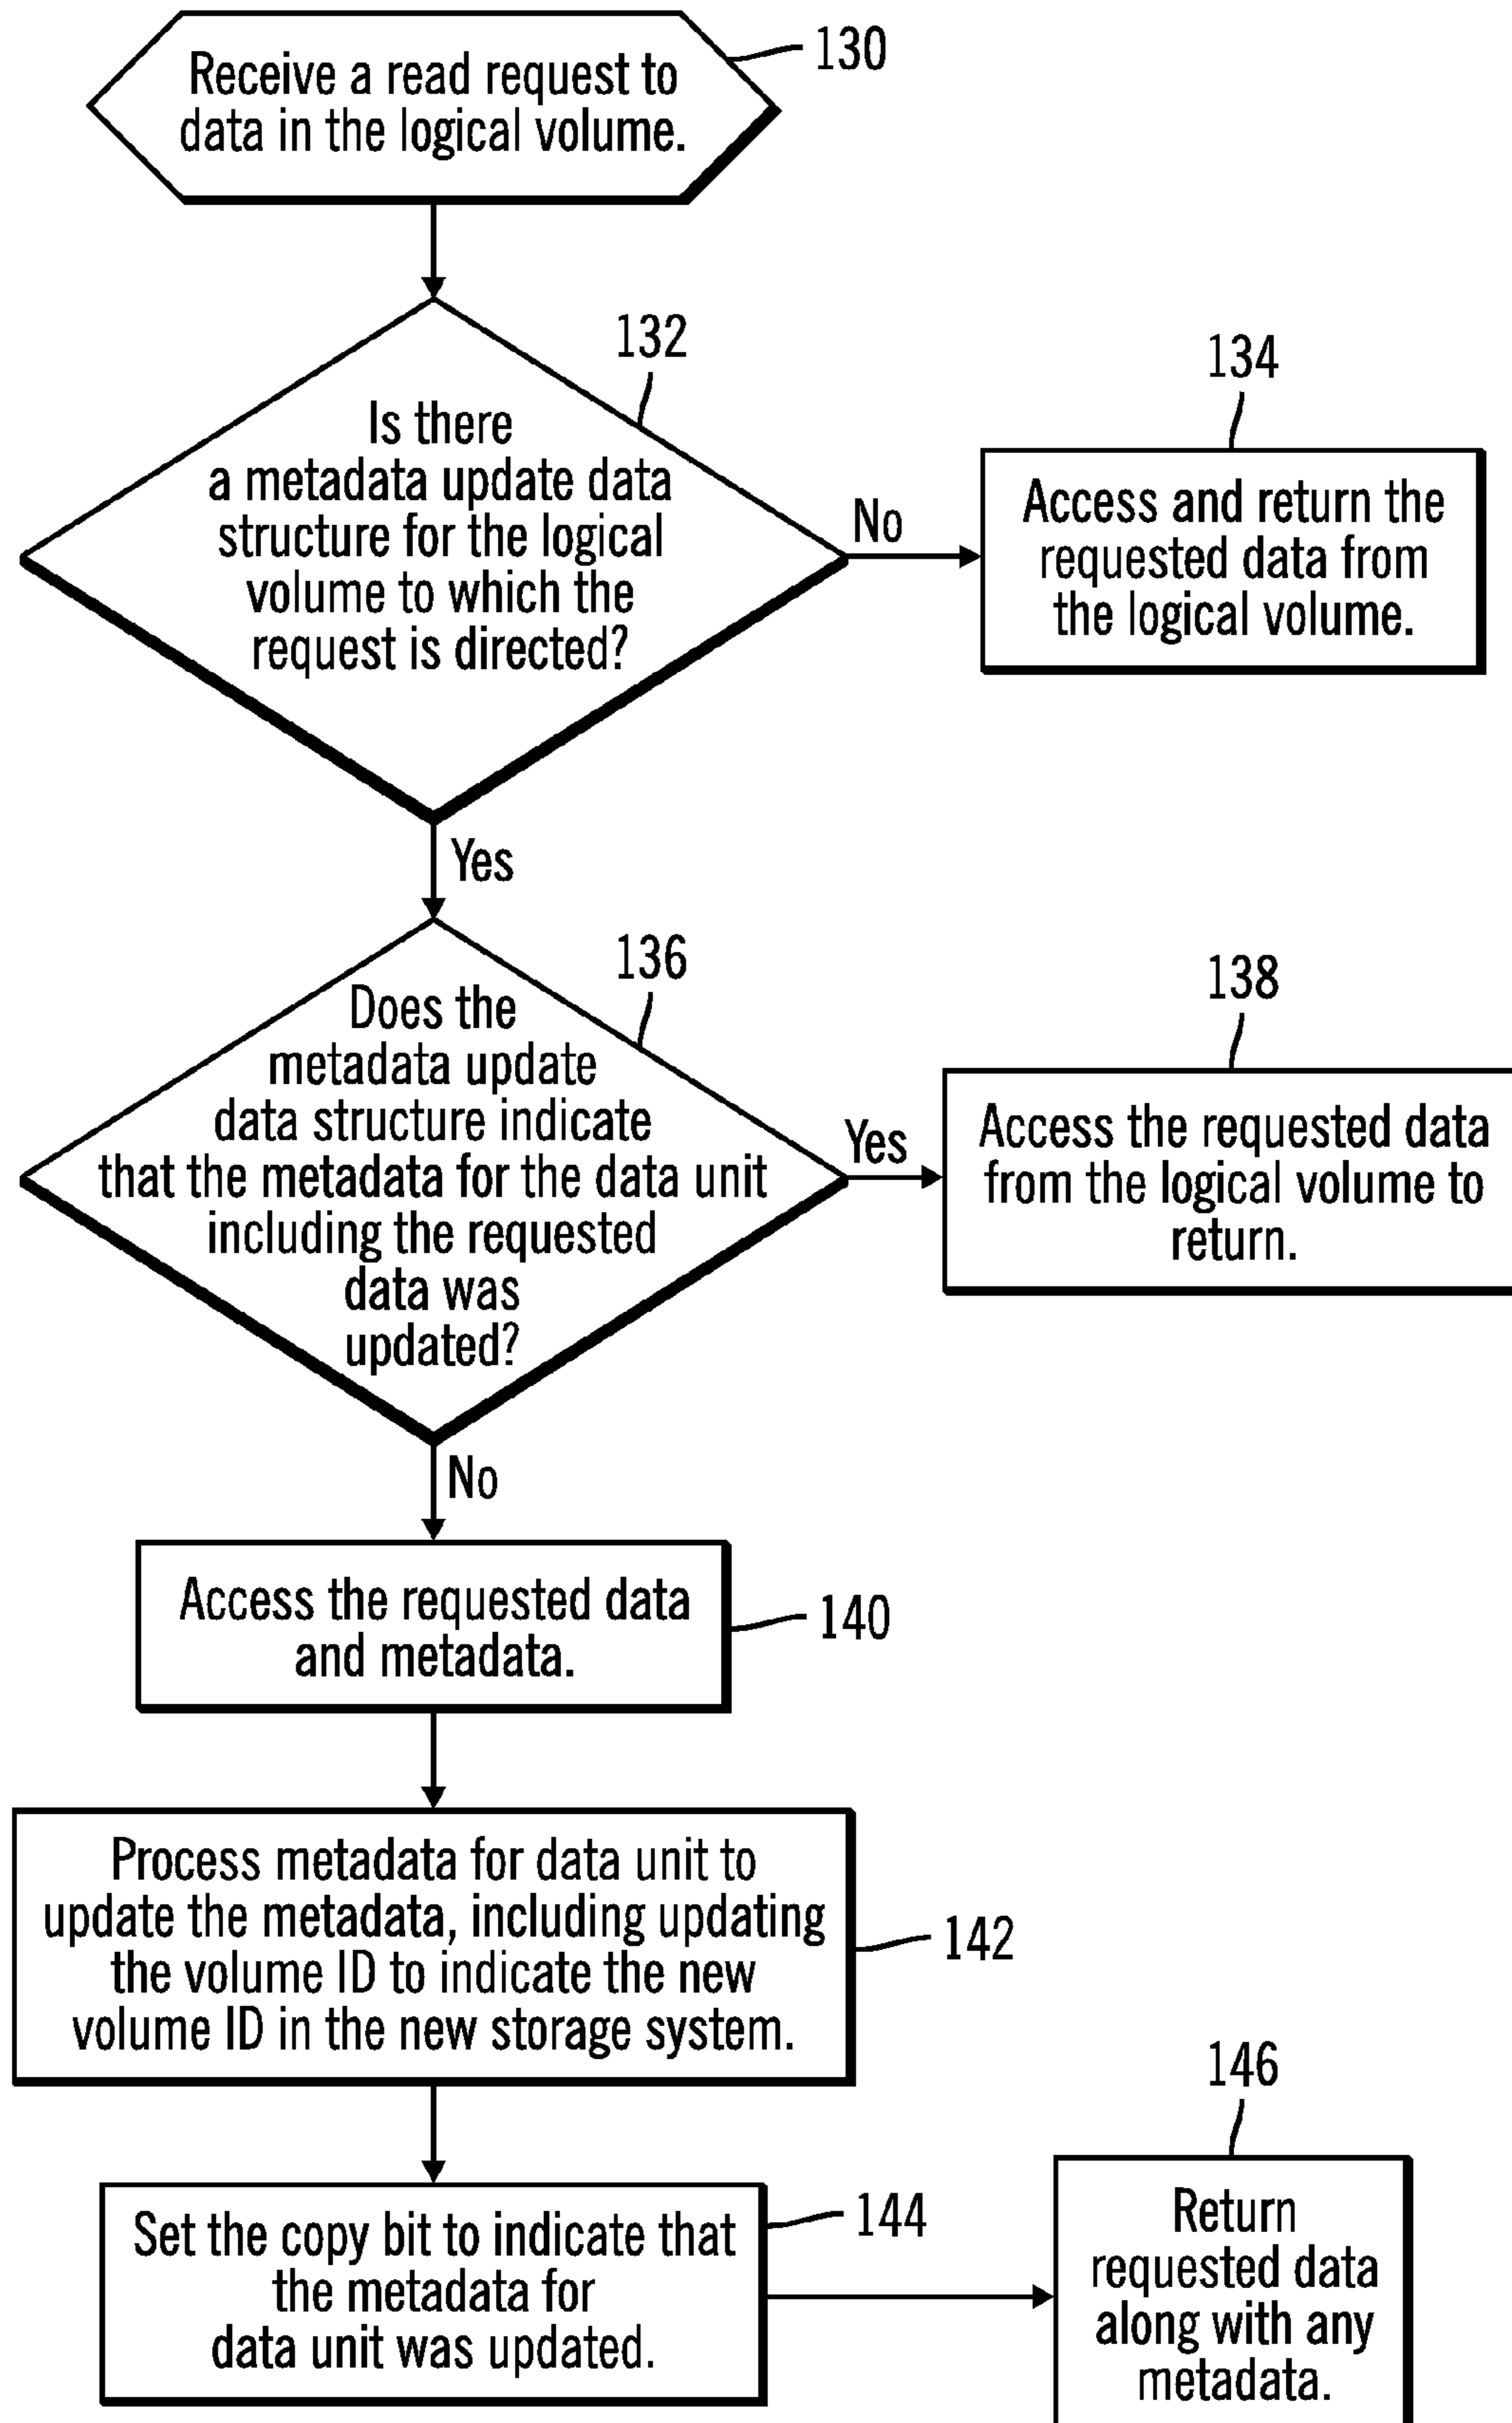 130
Receive a read request to
data in the logical volume.
132
Is there
a metadata update data
structure for the logical
volume to which the
request is directed?
No
134
Access and return the
requested data from
the logical volume.
Yes
136
Does the
metadata update
data structure indicate
that the metadata for the data unit
including the requested
data was
updated?
Yes
138
Access the requested data
from the logical volume to
return.
No
Access the requested data
and metadata.
140
Process metadata for data unit to
update the metadata, including updating
the volume ID to indicate the new
volume ID in the new storage system.
142
Set the copy bit to indicate that
the metadata for
data unit was updated.
144
146
Return
requested data
along with any
metadata.